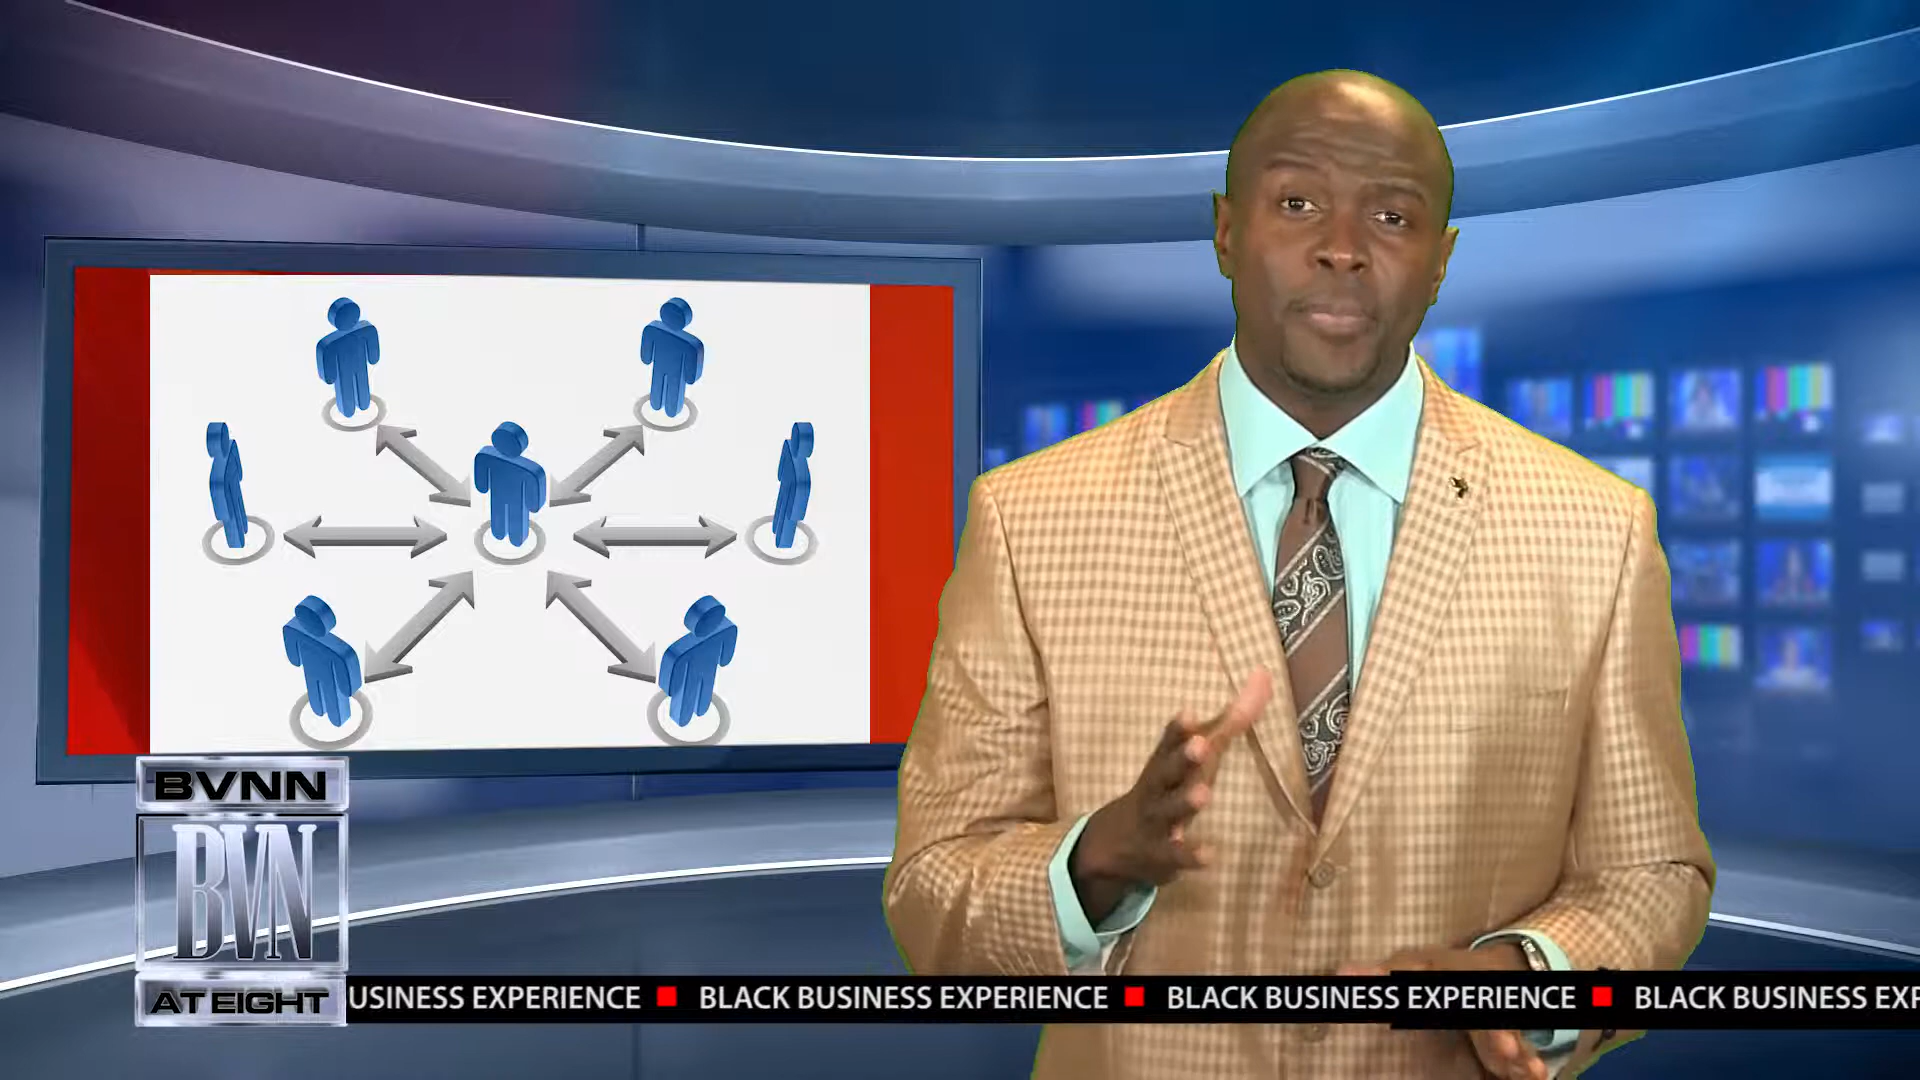 BVNN
BVN
AT EIGHT
USINESS EXPERIENCE ■ BLACK BUSINESS EXPERIENCE ■ BLACK BUSINESS EXPERIENCE ■ BLACK BUSINESS EXP